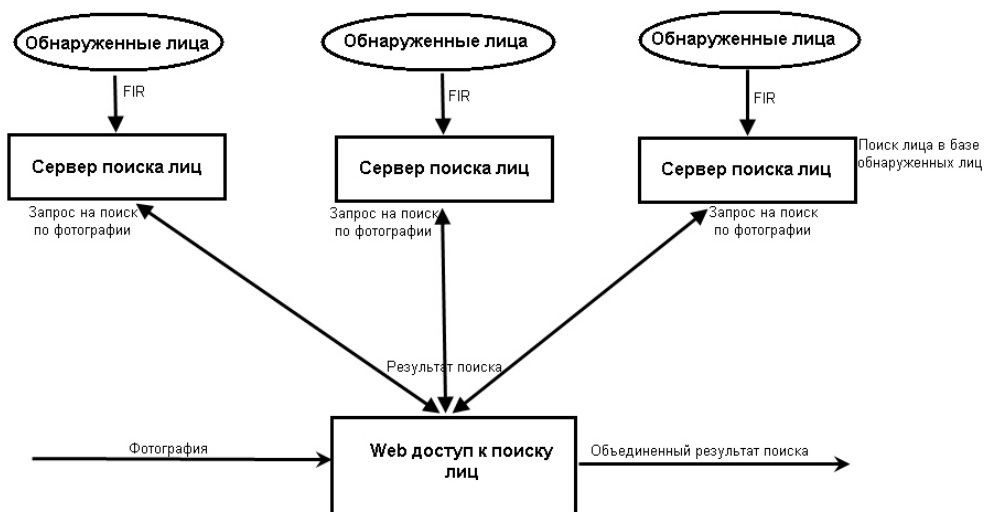 Обнаруженные лица
Обнаруженные лица
Обнаруженные лица
FIR
FIR
FIR
Сервер поиска лиц
Сервер поиска лиц
Сервер поиска лиц
Поиск лица в базе
обнаруженных лиц
Запрос на поиск
по фотографии
Запрос на поиск
по фотографии
Запрос на поиск
по фотографии
Результат поиска
Фотография
Web доступ к поиску
лиц
Объединенный результат поиска